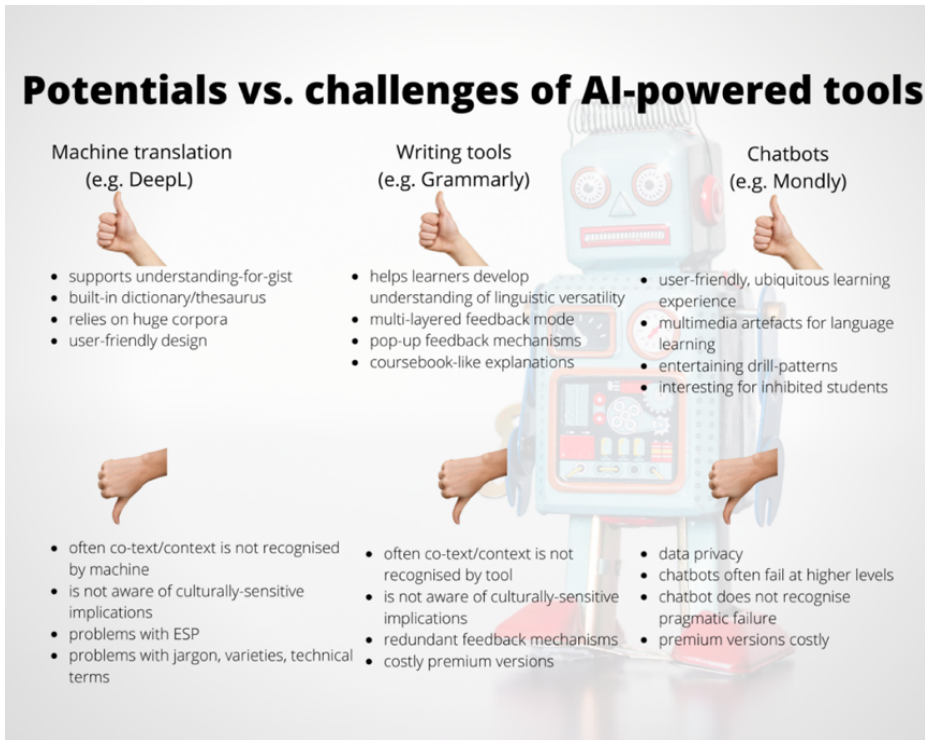 Potentials vs. challenges of AI-powered tools
Machine translation
(e.g. DeepL)
• supports understanding-for-gist
• built-in dictionary/thesaurus
• relies on huge corpora
• user-friendly design
• often co-text/context is not recognised
by machine
• is not aware of culturally-sensitive
implications
• problems with ESP
• problems with jargon, varieties, technical
terms
Writing tools
(e.g. Grammarly)
• helps learners develop
understanding of linguistic versatility
• multi-layered feedback mode
• pop-up feedback mechanisms
• coursebook-like explanations
• often co-text/context is not
recognised by tool
• is not aware of culturally-sensitive
implications
• redundant feedback mechanisms
• costly premium versions
Chatbots
(e.g. Mondly)
• user-friendly, ubiquitous learning
experience
• multimedia artefacts for language
learning
• entertaining drill-patterns
• interesting for inhibited students
• data privacy
• chatbots often fail at higher levels
• chatbot does not recognise
pragmatic failure
• premium versions costly